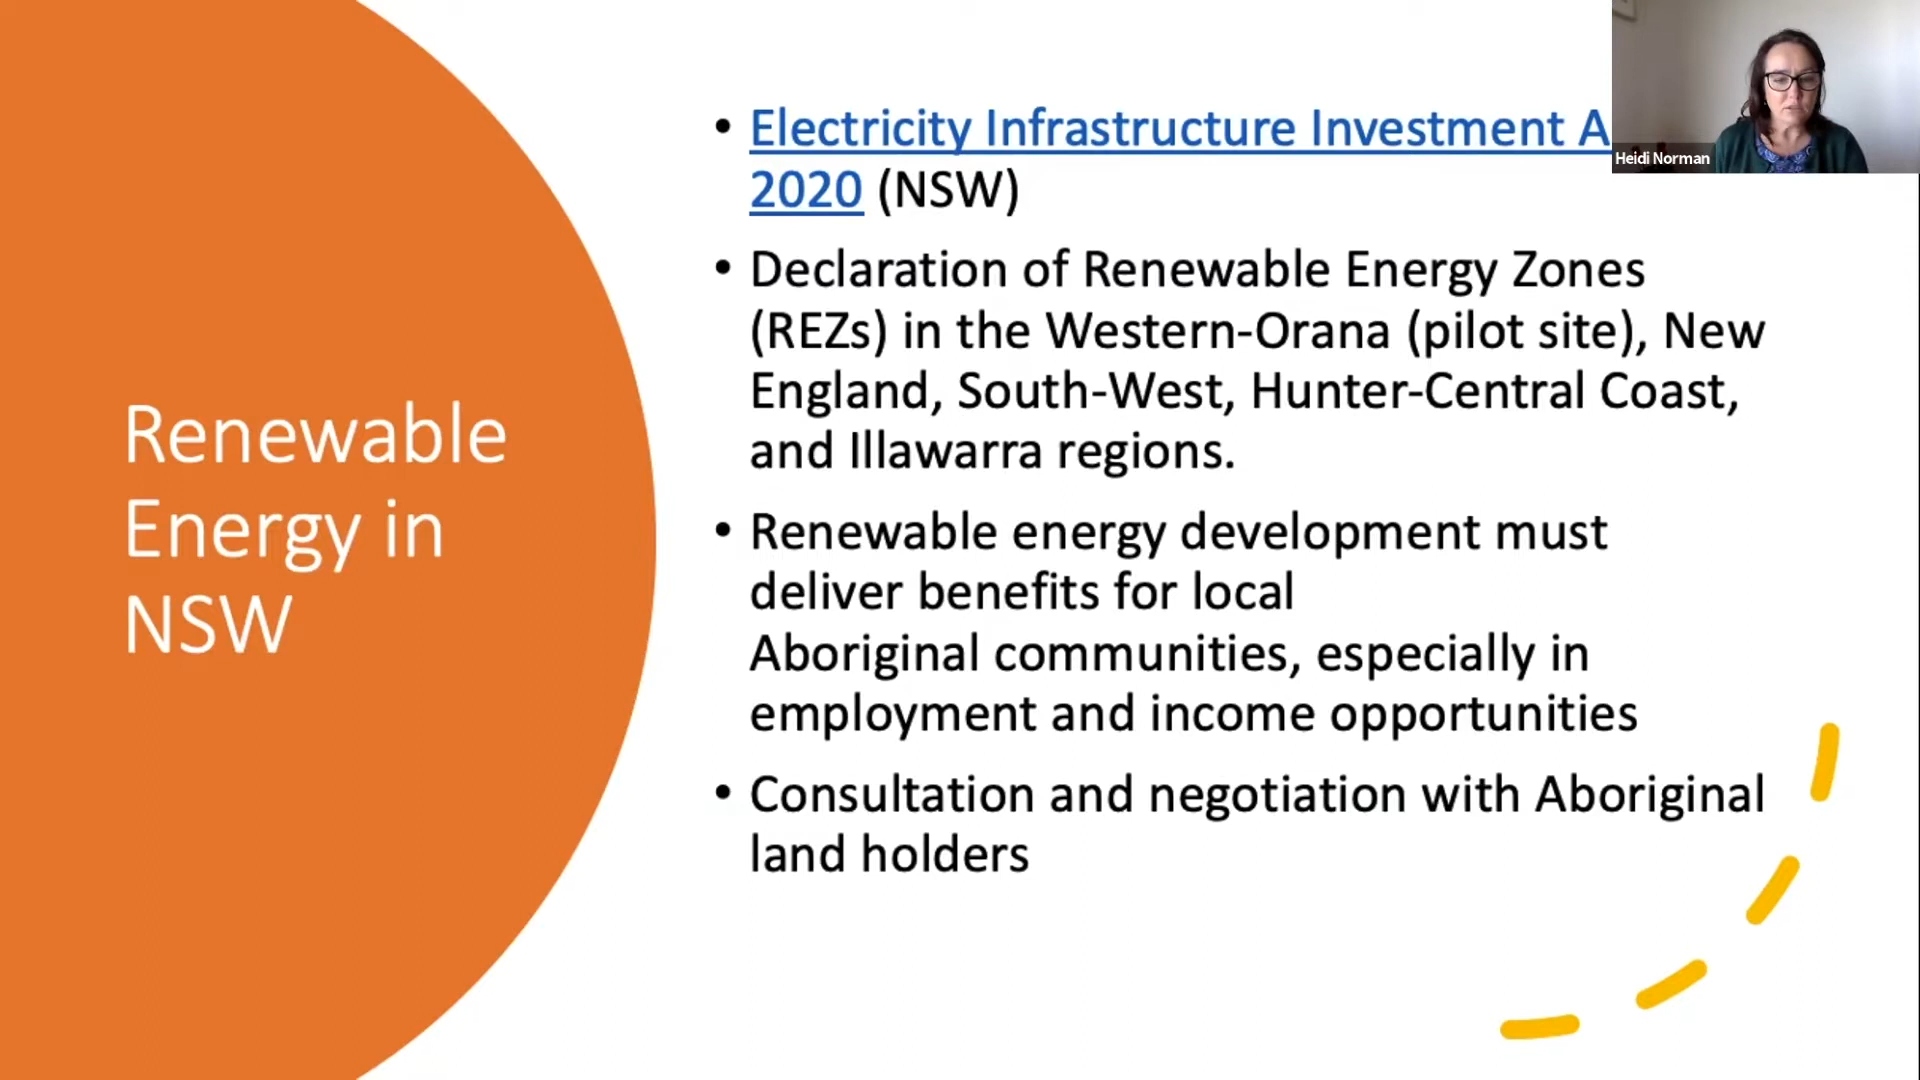 Renewable
Energy in
NSW
• Electricity Infrastructure Investment A
2020 (NSW)
• Declaration of Renewable Energy Zones
(REZs) in the Western-Orana (pilot site), New
England, South-West, Hunter-Central Coast,
and Illawarra regions.
• Renewable energy development must
deliver benefits for local
Aboriginal communities, especially in
employment and income opportunities
• Consultation and negotiation with Aboriginal
land holders
Heidi Norman